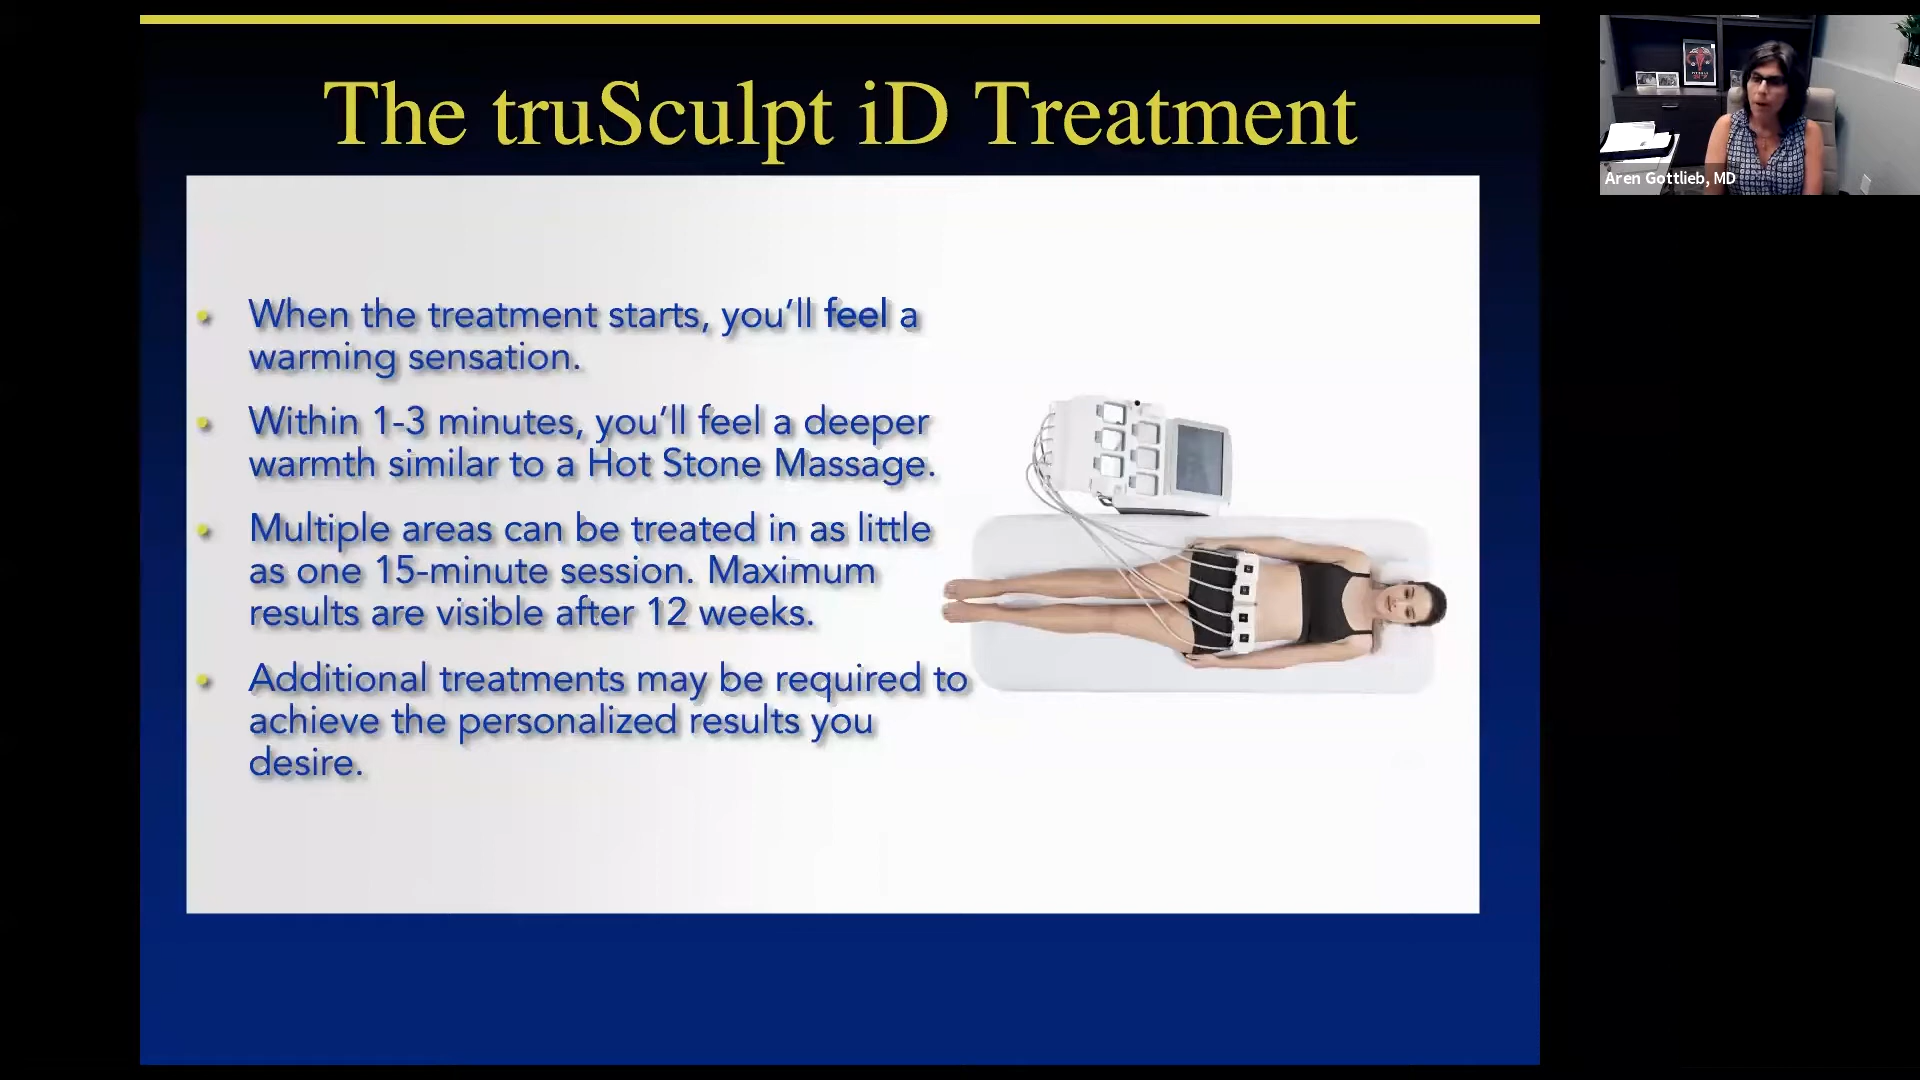 The truSculpt iD Treatment
Aren Gottlieb, MD
• When the treatment starts, you’ll feel a
warming sensation.
• Within 1-3 minutes, you’ll feel a deeper
warmth similar to a Hot Stone Massage.
• Multiple areas can be treated in as little
as one 15-minute session. Maximum
results are visible after 12 weeks.
• Additional treatments may be required to
achieve the personalized results you
desire.